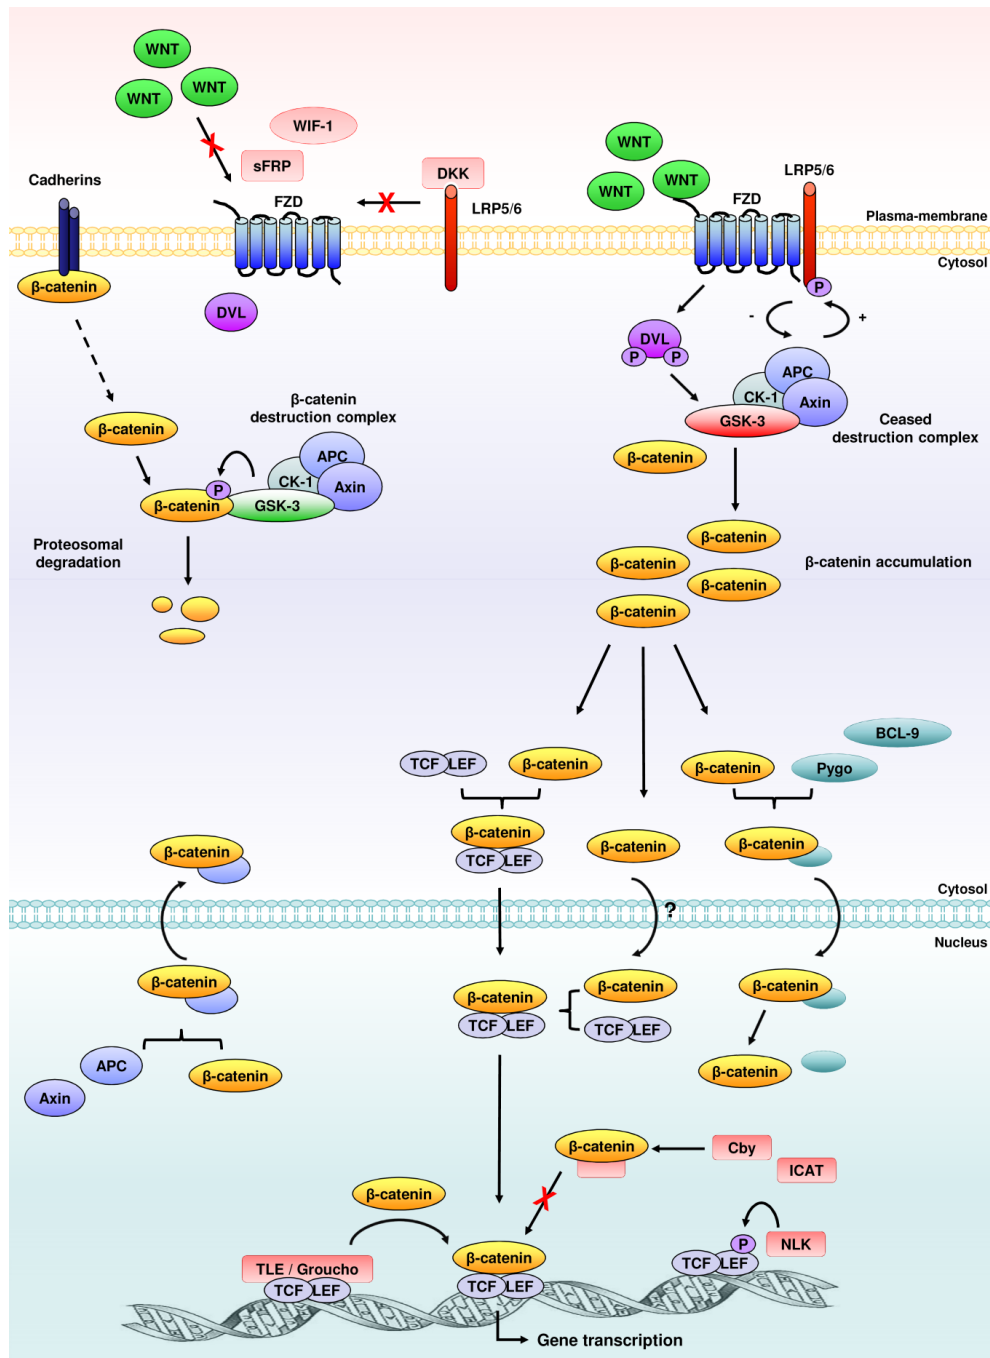 WNT
WNT
WNT
WIF-1
sFRP
Cadherins
FZD
DKK
LRP5/6
β-catenin
DVL
WNT
WNT
WNT
LRP5/6
FZD
Plasma-membrane
Cytosol
P
-
+
DVL
P
P
APC
CK-1
Axin
GSK-3
Ceased
destruction complex
β-catenin
β-catenin
β-catenin
destruction complex
APC
CK-1
Axin
P
β-catenin
GSK-3
Proteosomal
degradation
β-catenin
β-catenin
β-catenin
β-catenin
β-catenin accumulation
BCL-9
TCF
LEF
β-catenin
β-catenin
Pygo
β-catenin
TCF
LEF
β-catenin
β-catenin
β-catenin
Cytosol
?
Nucleus
β-catenin
β-catenin
TCF
LEF
β-catenin
TCF
LEF
β-catenin
APC
Axin
β-catenin
β-catenin
β-catenin
Cby
ICAT
β-catenin
TLE / Groucho
TCF
LEF
β-catenin
TCF
LEF
P
NLK
TCF
LEF
Gene transcription